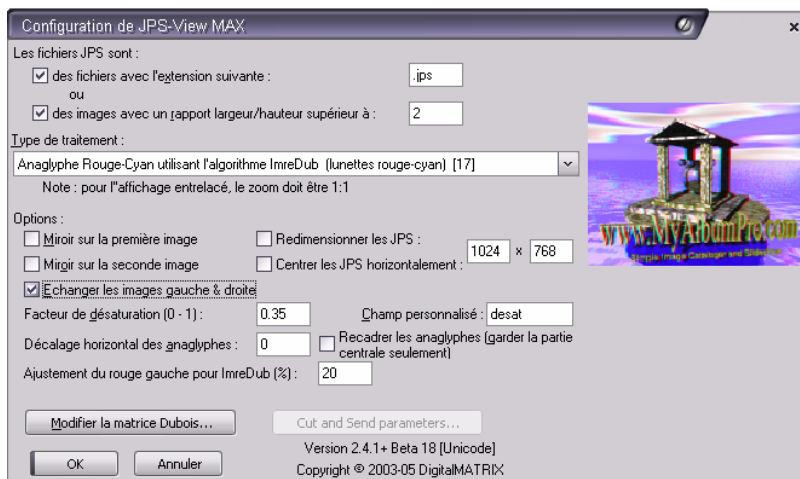 Configuration de JPS-View MAX
Les fichiers JPS sont :
des fichiers avec l'extension suivante : .jps
ou
des images avec un rapport largeur/hauteur supérieur à : 2
Type de traitement :
Anaglyphe Rouge-Cyan utilisant l'algorithme ImreDub (lunettes rouge-cyan) [17]
Note : pour l''affichage entrelacé, le zoom doit être 1:1
www.MyAlbumPro.com
Simple Image Cataloger and Slideshow
Options :
Miroir sur la première image Redimensionner les JPS :
1024 x 768
Miroir sur la seconde image Centrer les JPS horizontalement :
Echanger les images gauche & droite
Facteur de désaturation (0 - 1) : 0.35 Champ personnalisé : desat
Décalage horizontal des anaglyphes : 0 Recadrer les anaglyphes (garder la partie
centrale seulement)
Ajustement du rouge gauche pour ImreDub (%) : 20
Modifier la matrice Dubois... Cut and Send parameters...
Version 2.4.1+ Beta 18 [Unicode]
OK Annuler
Copyright © 2003-05 DigitalMATRIX